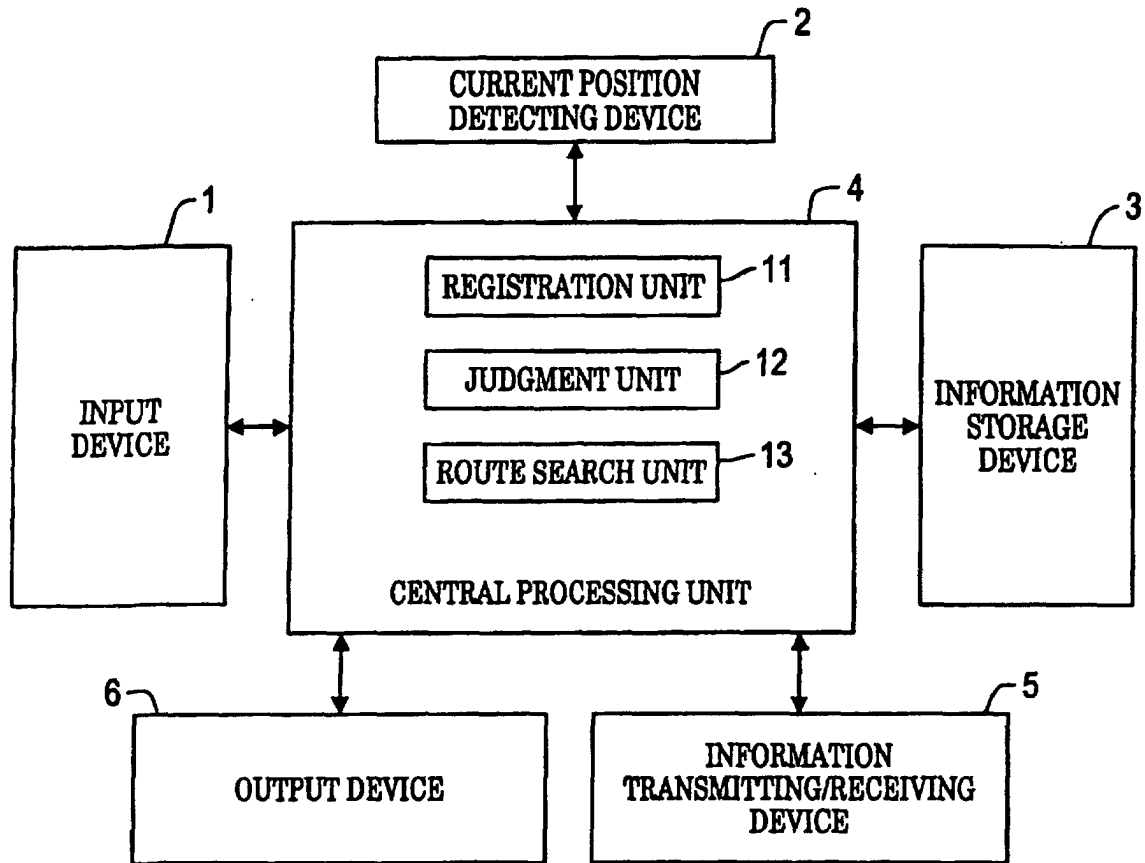 2
CURRENT POSITION
DETECTING DEVICE
1
4
3
REGISTRATION UNIT
11
JUDGMENT UNIT
12
ROUTE SEARCH UNIT
13
INPUT
DEVICE
INFORMATION
STORAGE
DEVICE
CENTRAL PROCESSING UNIT
6
5
OUTPUT DEVICE
INFORMATION
TRANSMITTING/RECEIVING
DEVICE